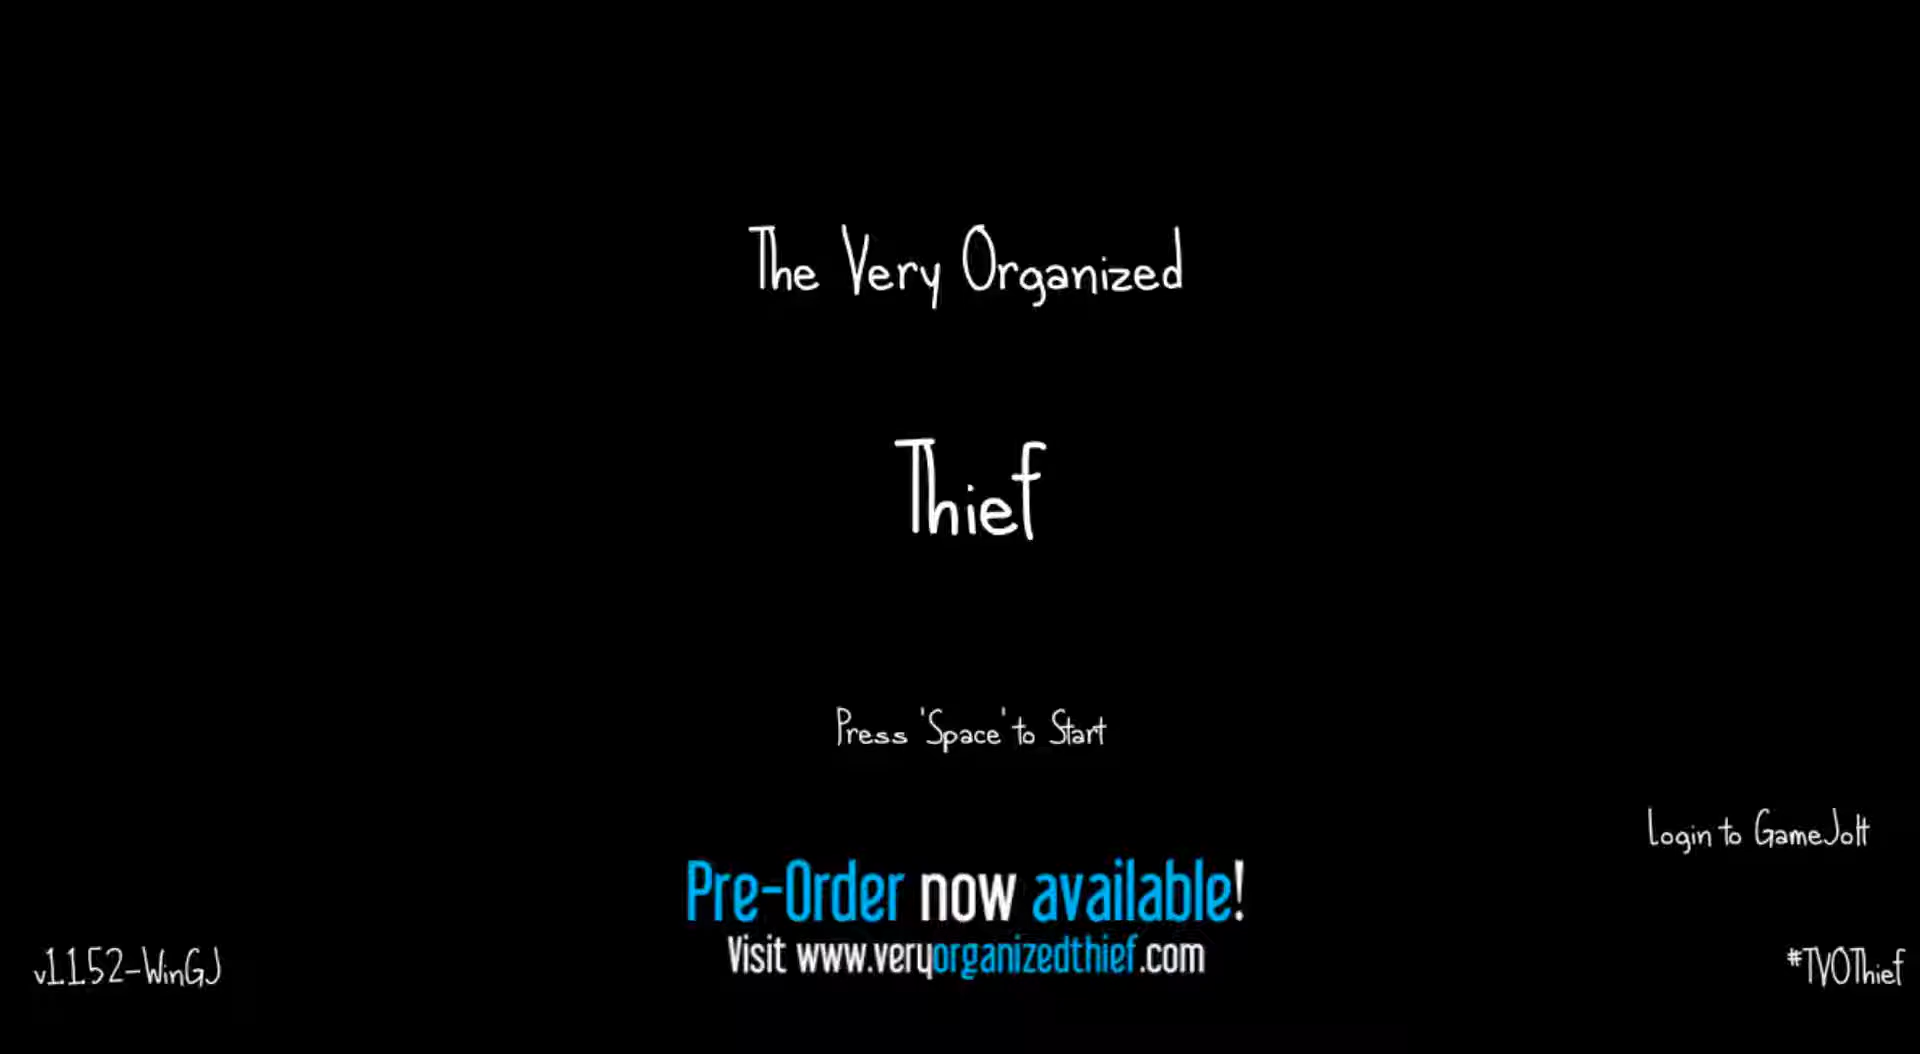 The Very Organized
Thief
Press 'Space' to Start
Login to GameJolt
Pre-Order now available!
Visit www.veryorganizedthief.com
v1.1.52-WinGJ
#TVOThief